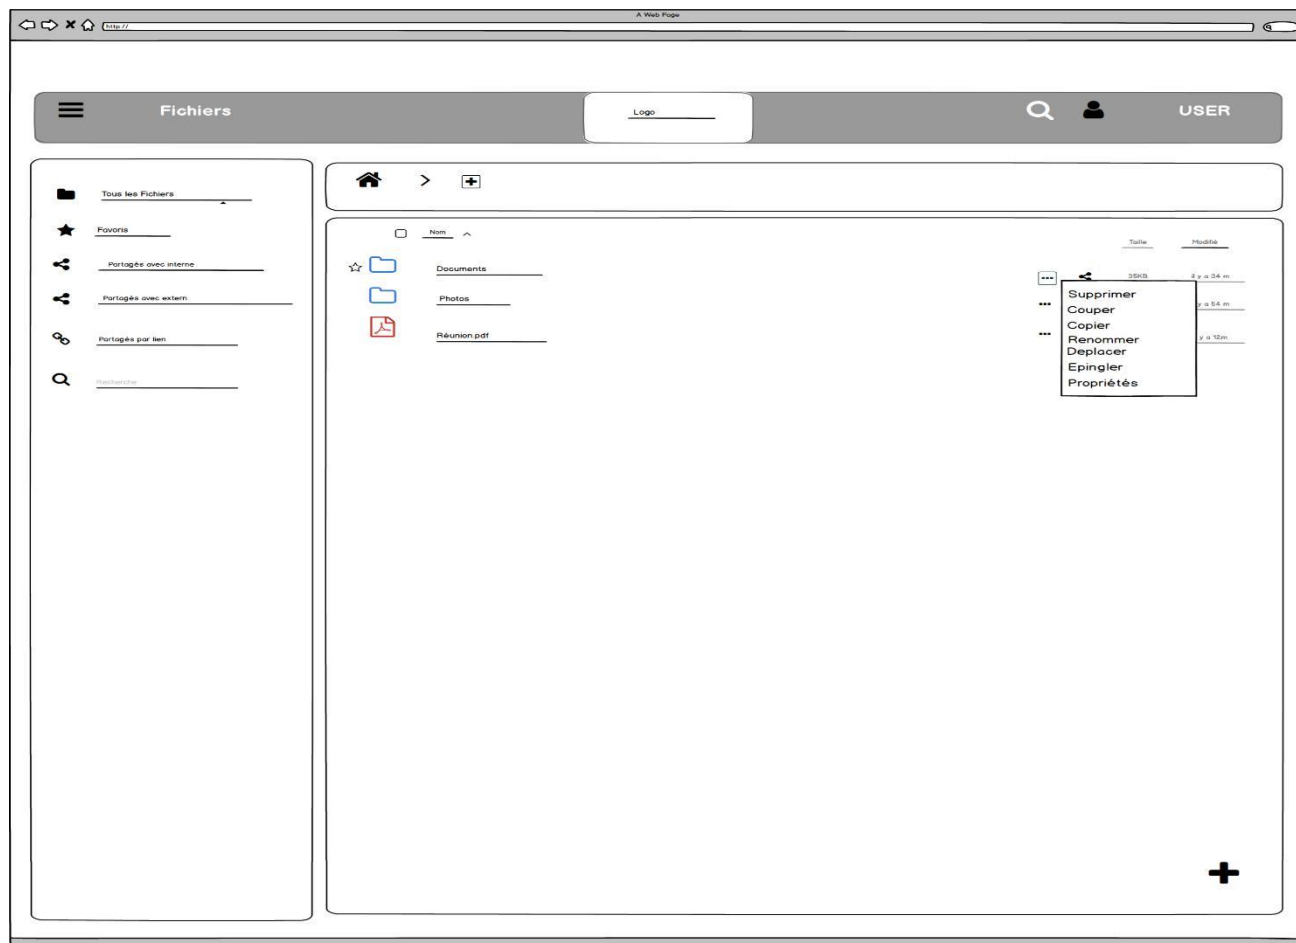 A Web Page
http://
Fichiers
Logo
USER
Tous les Fichiers
Favoris
Partagés avec interne
Partagés avec extern
Partagés par lien
Recherche
Nom
Taille
Modifié
Documents
35KB
il y a 34 m
Photos
y a 54 m
Réunion.pdf
y a 12m
Supprimer
Couper
Copier
Renommer
Deplacer
Epingler
Propriétés